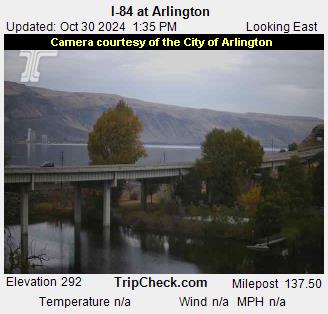 I-84 at Arlington
Updated: Oct 30 2024 1:35 PM Looking East
Camera courtesy of the City of Arlington
Elevation 292 TripCheck.com Milepost 137.50
Temperature n/a Wind n/a MPH n/a